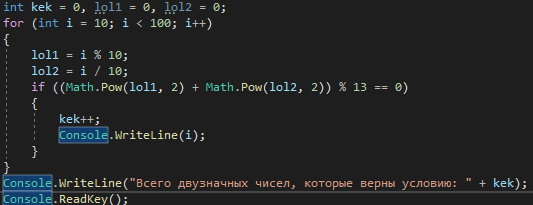 int kek = 0, lol1 = 0, lol2 = 0;
for (int i = 10; i < 100; i++)
{
    lol1 = i % 10;
    lol2 = i / 10;
    if ((Math.Pow(lol1, 2) + Math.Pow(lol2, 2)) % 13 == 0)
    {
        kek++;
        Console.WriteLine(i);
    }
}
Console.WriteLine("Всего двузначных чисел, которые верны условию: " + kek);
Console.ReadKey();